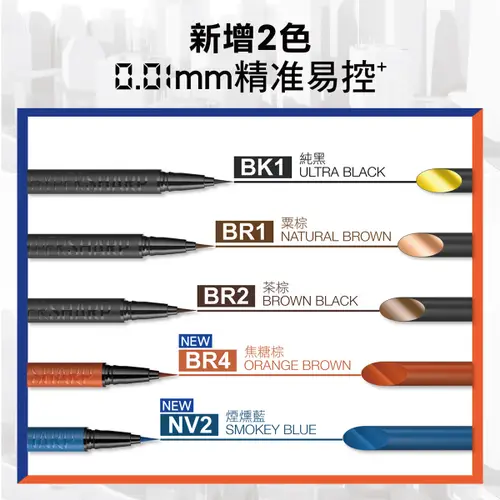 新增2色
0.01mm精准易控+
BK1 純黑
ULTRA BLACK
BR1 栗棕
NATURAL BROWN
BR2 茶棕
BROWN BLACK
NEW
BR4 焦糖棕
ORANGE BROWN
NEW
NV2 煙燻藍
SMOKEY BLUE